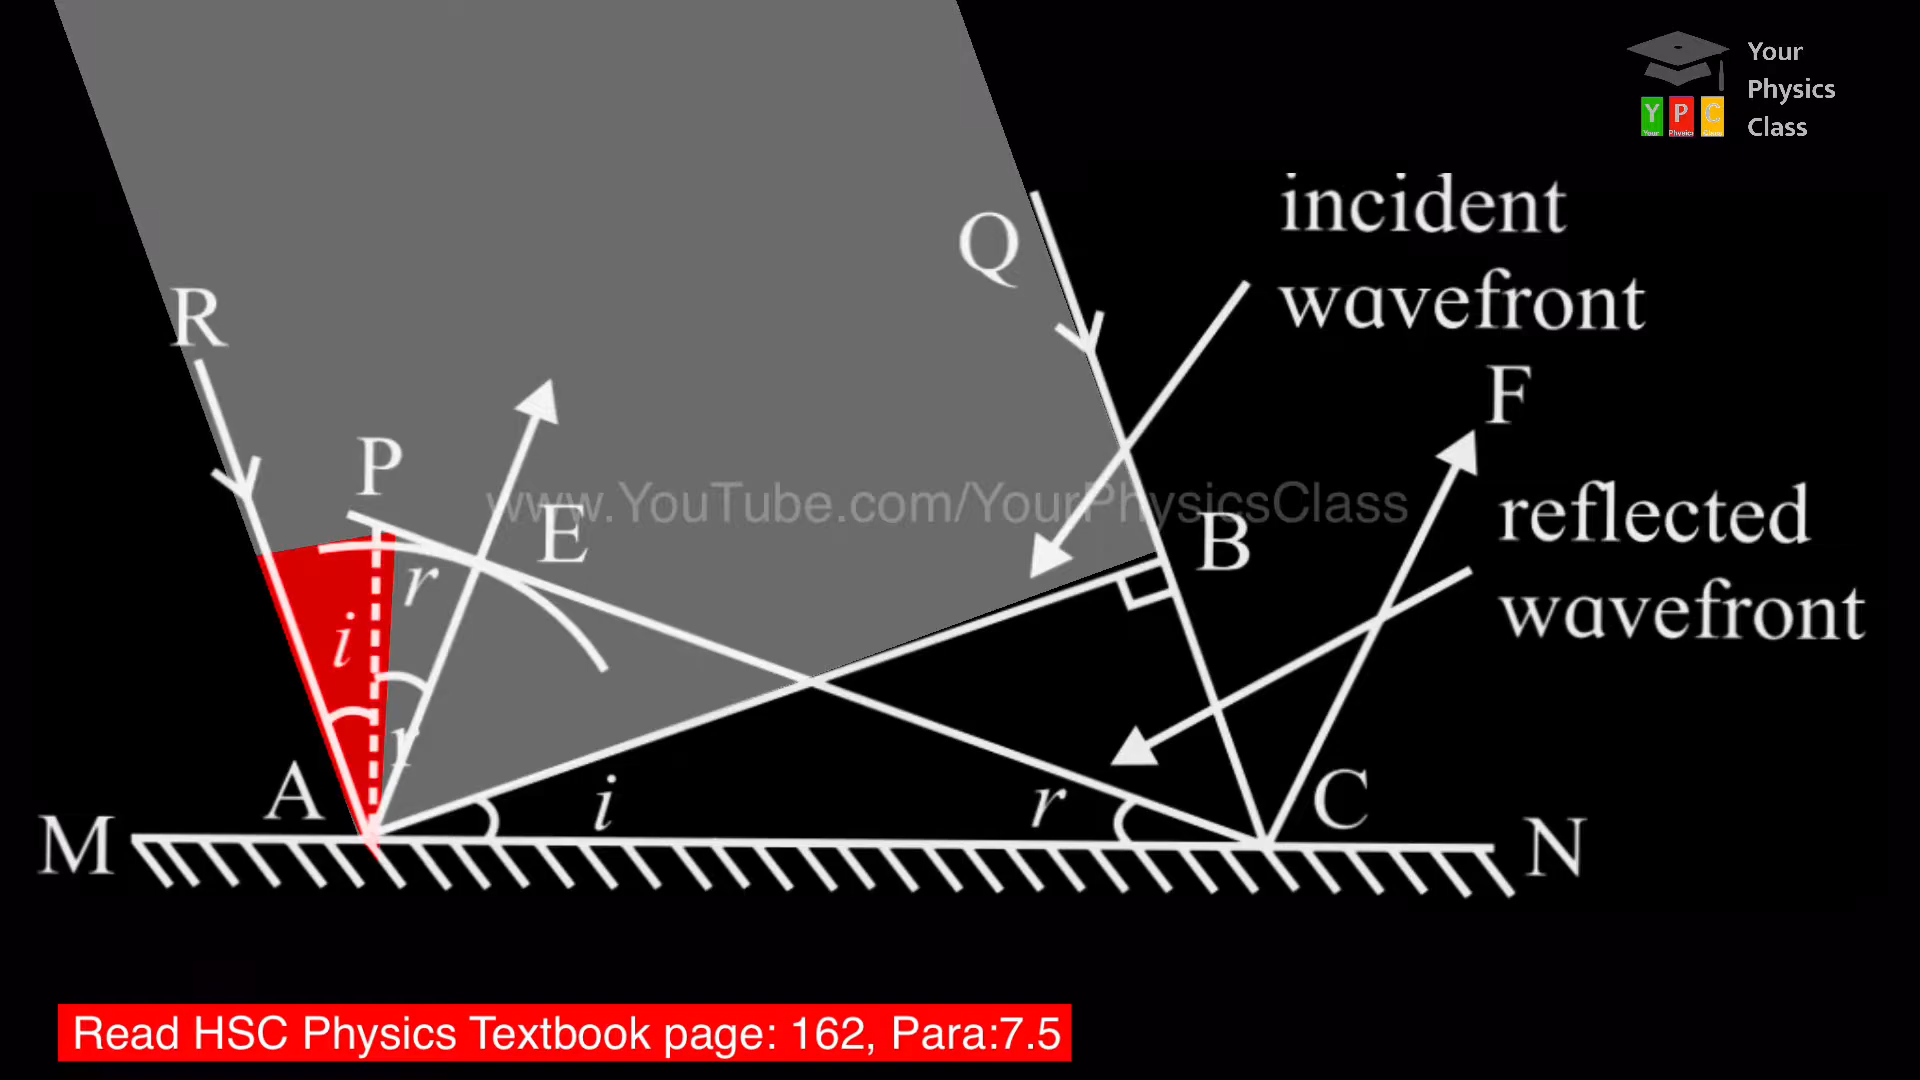 Your
Physics
Class
Y P C
incident
wavefront
Q
R
F
P
www.YouTube.com/YourPhysicsClass
reflected
wavefront
E
B
r
i
r
A
i
r
C
M
N
Read HSC Physics Textbook page: 162, Para:7.5